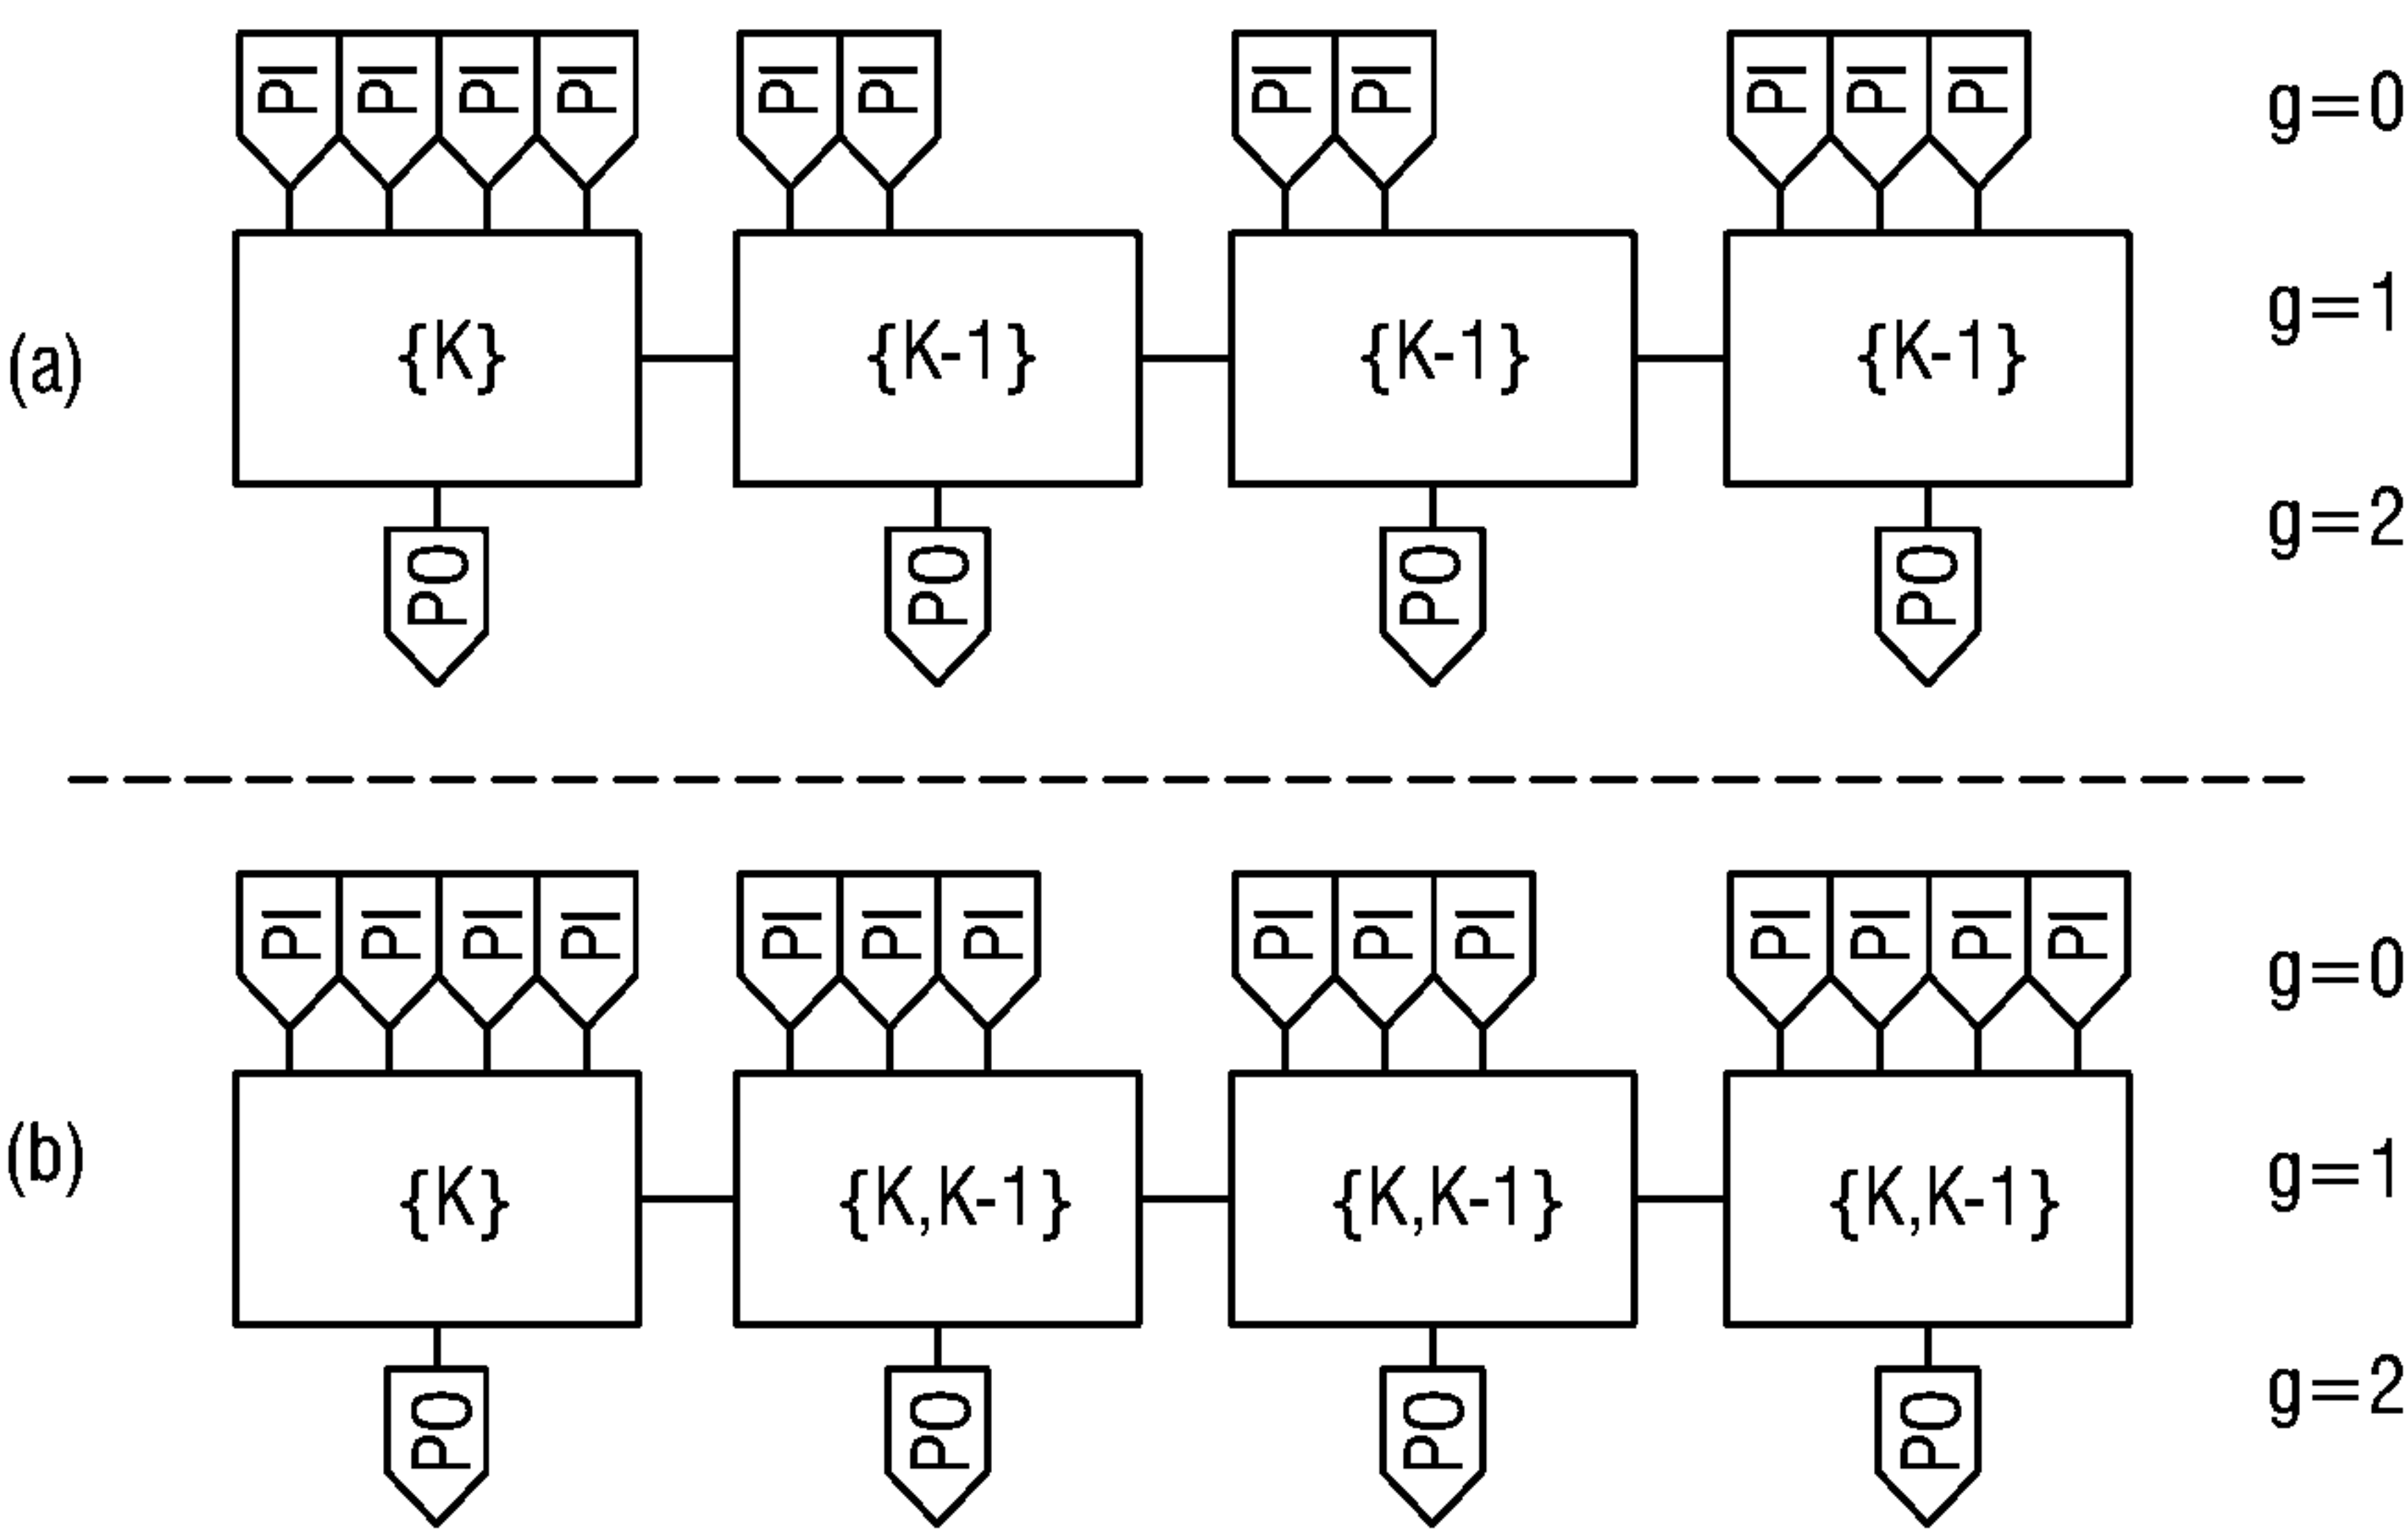 PI PI PI PI PI PI PI PI PI PI PI g=0
(a) {K} {K-1} {K-1} {K-1} g=1
PO PO PO PO g=2
PI PI PI PI PI PI PI PI PI PI PI PI PI PI g=0
(b) {K} {K,K-1} {K,K-1} {K,K-1} g=1
PO PO PO PO g=2